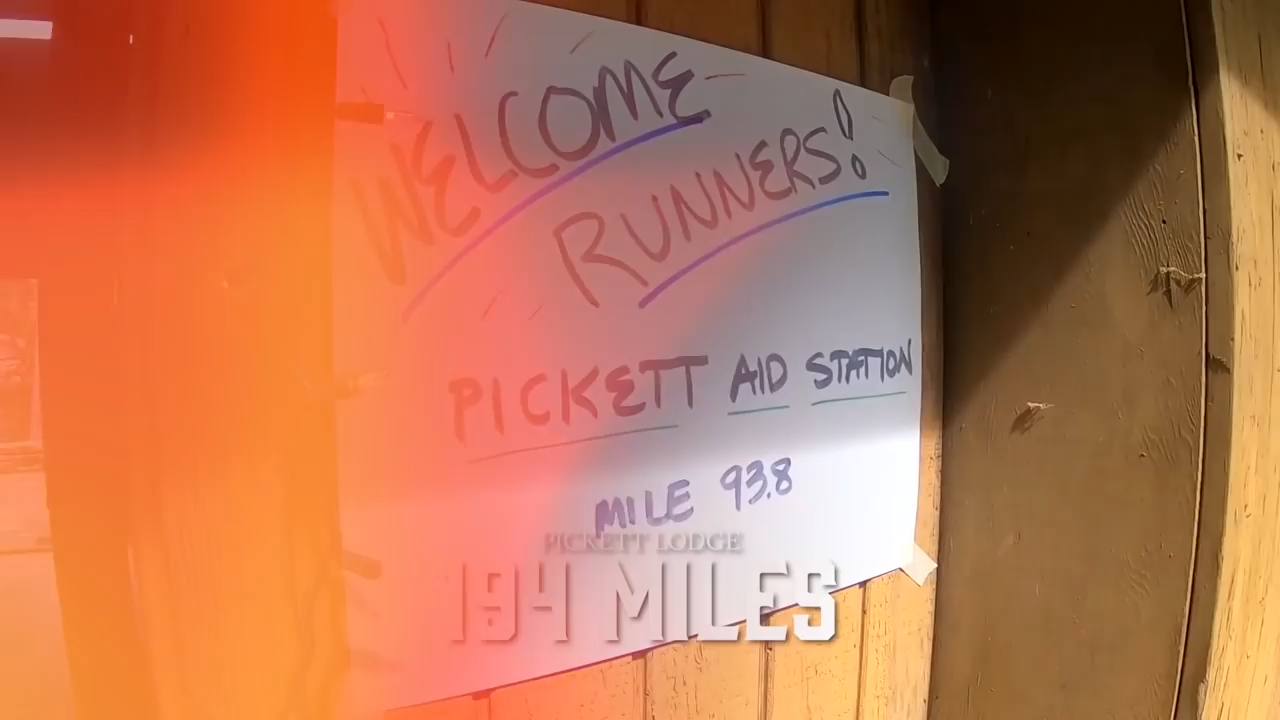 WELCOME
RUNNERS!
PICKETT AID STATION
MILE 93.8
PICKETT LODGE
194 MILES